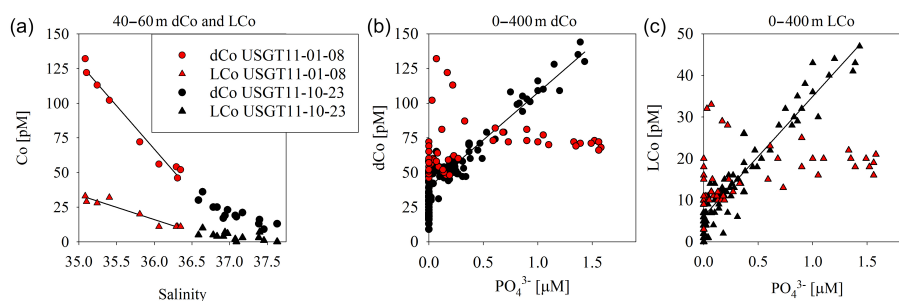 40–60 m dCo and LCo
(a)
150
125
100
75
50
25
0
Co [pM]
35.0 35.5 36.0 36.5 37.0 37.5
Salinity
dCo USGT11-01-08
LCo USGT11-01-08
dCo USGT11-10-23
LCo USGT11-10-23
0–400 m dCo
(b)
150
125
100
75
50
25
0
dCo [pM]
0.0 0.5 1.0 1.5
PO₄³⁻ [µM]
0–400 m LCo
(c)
50
40
30
20
10
0
LCo [pM]
0.0 0.5 1.0 1.5
PO₄³⁻ [µM]